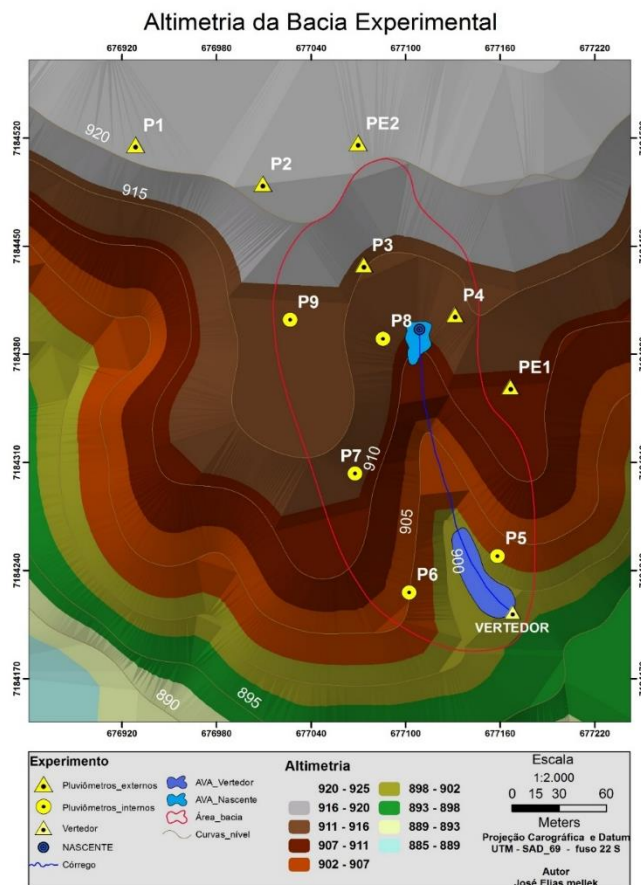 Altimetria da Bacia Experimental
676920 676980 677040 677100 677160 677220
7184520
7184450
7184380
7184310
7184240
7184170
P1
PE2
920
P2
915
P3
P9
P8
P4
PE1
P7
910
905
P5
900
P6
VERTEDOR
890
895
676920 676980 677040 677100 677160 677220
Experimento
Pluviômetros_externos
Pluviômetros_internos
Vertedor
NASCENTE
Córrego
AVA_Vertedor
AVA_Nascente
Área_bacia
Curvas_nível
Altimetria
920 - 925
916 - 920
911 - 916
907 - 911
902 - 907
898 - 902
893 - 898
889 - 893
885 - 889
Escala
1:2.000
0 15 30 60
Meters
Projeção Carográfica e Datum
UTM - SAD_69 - fuso 22 S
Autor
José Elias mellek